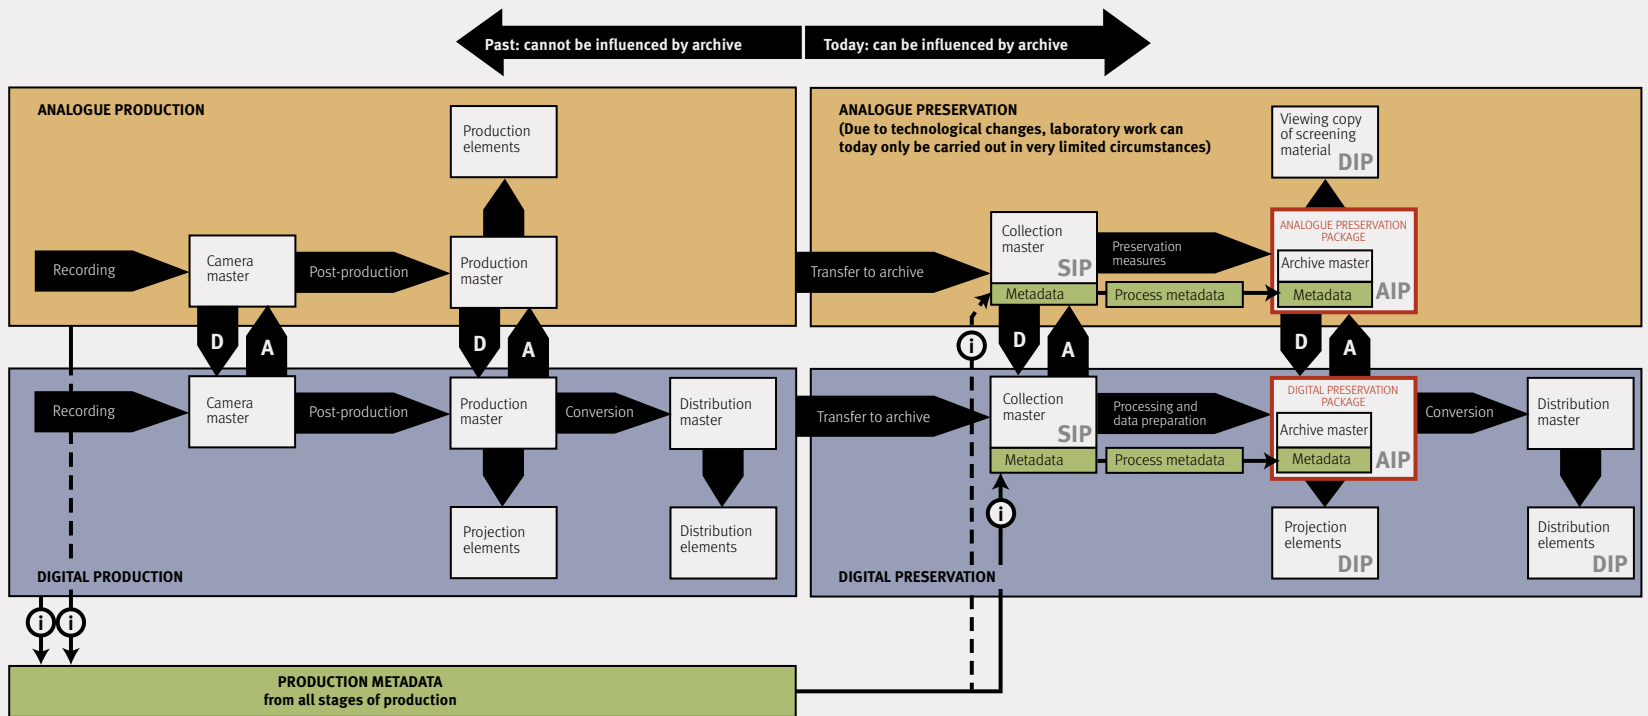 Past: cannot be influenced by archive
Today: can be influenced by archive
ANALOGUE PRODUCTION
Production
elements
Recording
Camera
master
Post-production
Production
master
D
A
D
A
Recording
Camera
master
Post-production
Production
master
Conversion
Distribution
master
Projection
elements
Distribution
elements
DIGITAL PRODUCTION
i
i
PRODUCTION METADATA
from all stages of production
ANALOGUE PRESERVATION
(Due to technological changes, laboratory work can
today only be carried out in very limited circumstances)
Viewing copy
of screening
material
DIP
Transfer to archive
Collection
master
SIP
Metadata
Preservation
measures
Process metadata
ANALOGUE PRESERVATION
PACKAGE
Archive master
Metadata
AIP
i
D
A
D
A
Transfer to archive
Collection
master
SIP
Metadata
Processing and
data preparation
Process metadata
DIGITAL PRESERVATION
PACKAGE
Archive master
Metadata
AIP
Conversion
Distribution
master
i
Projection
elements
DIP
Distribution
elements
DIP
DIGITAL PRESERVATION